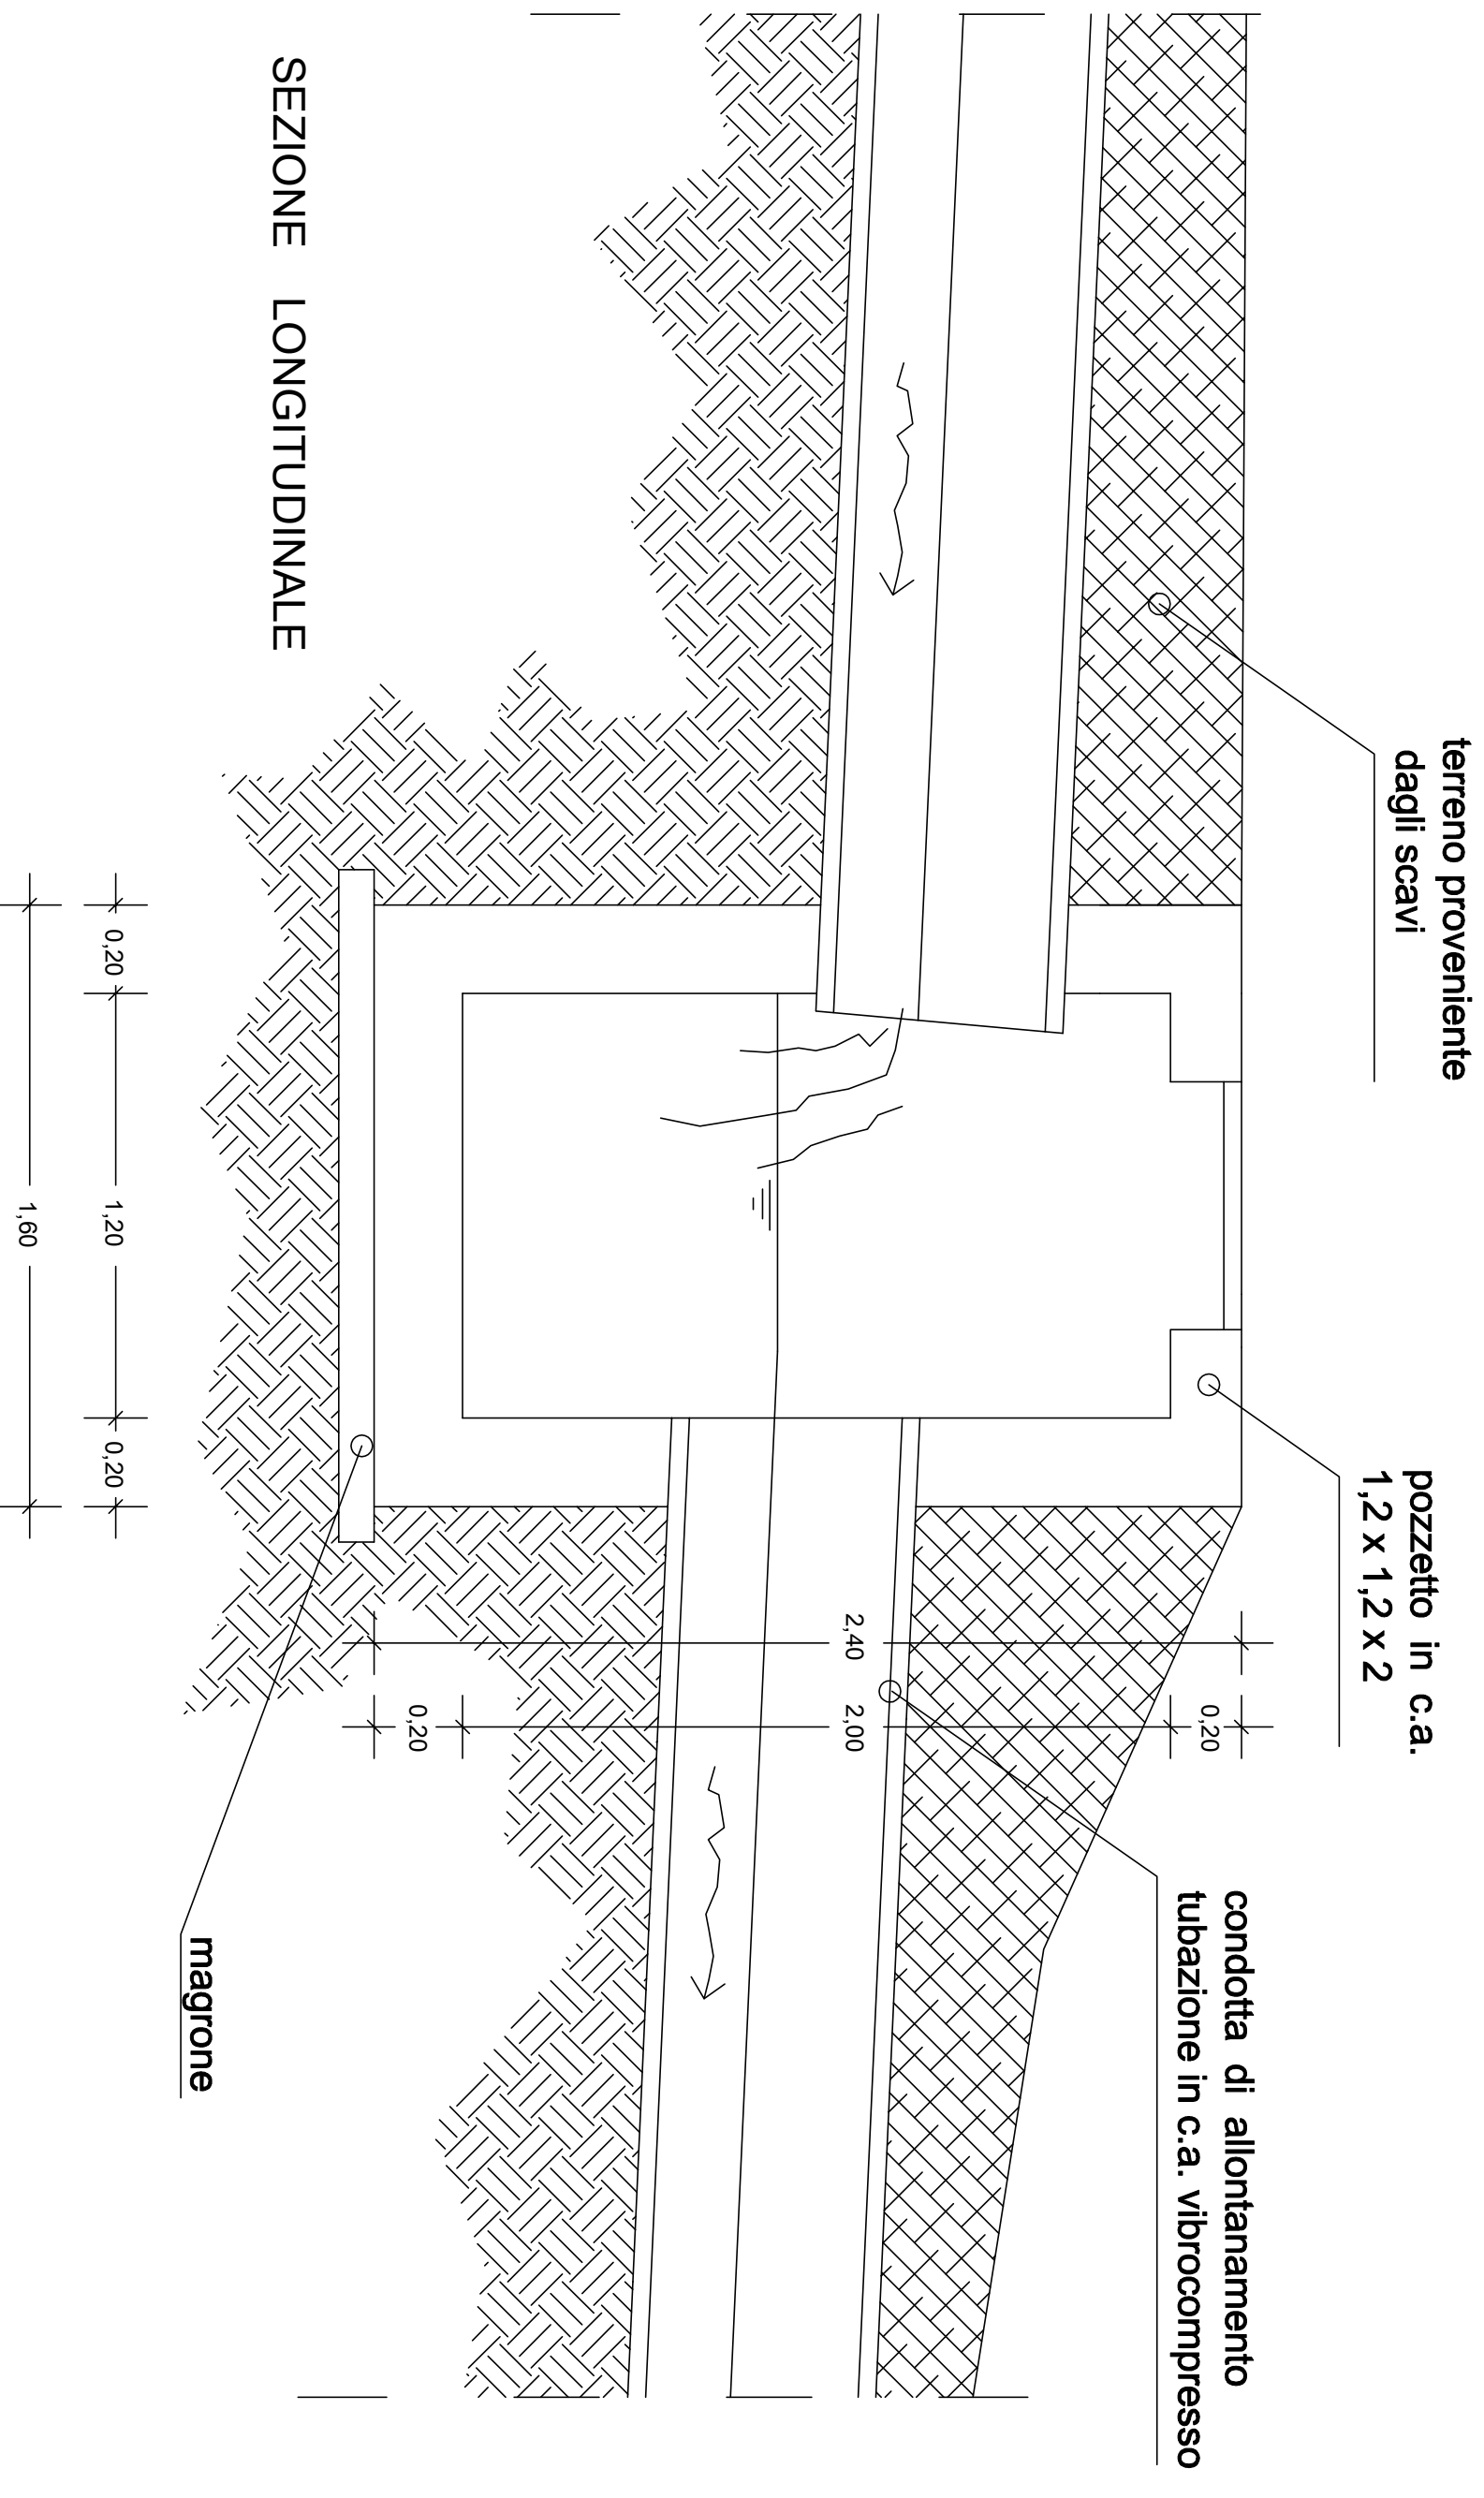 terreno proveniente
dagli scavi
pozzetto in c.a.
1,2 x 1,2 x 2
condotta di allontanamento
tubazione in c.a. vibrocompresso
0,20
2,40
2,00
0,20
magrone
SEZIONE LONGITUDINALE
0,20
1,20
0,20
1,60